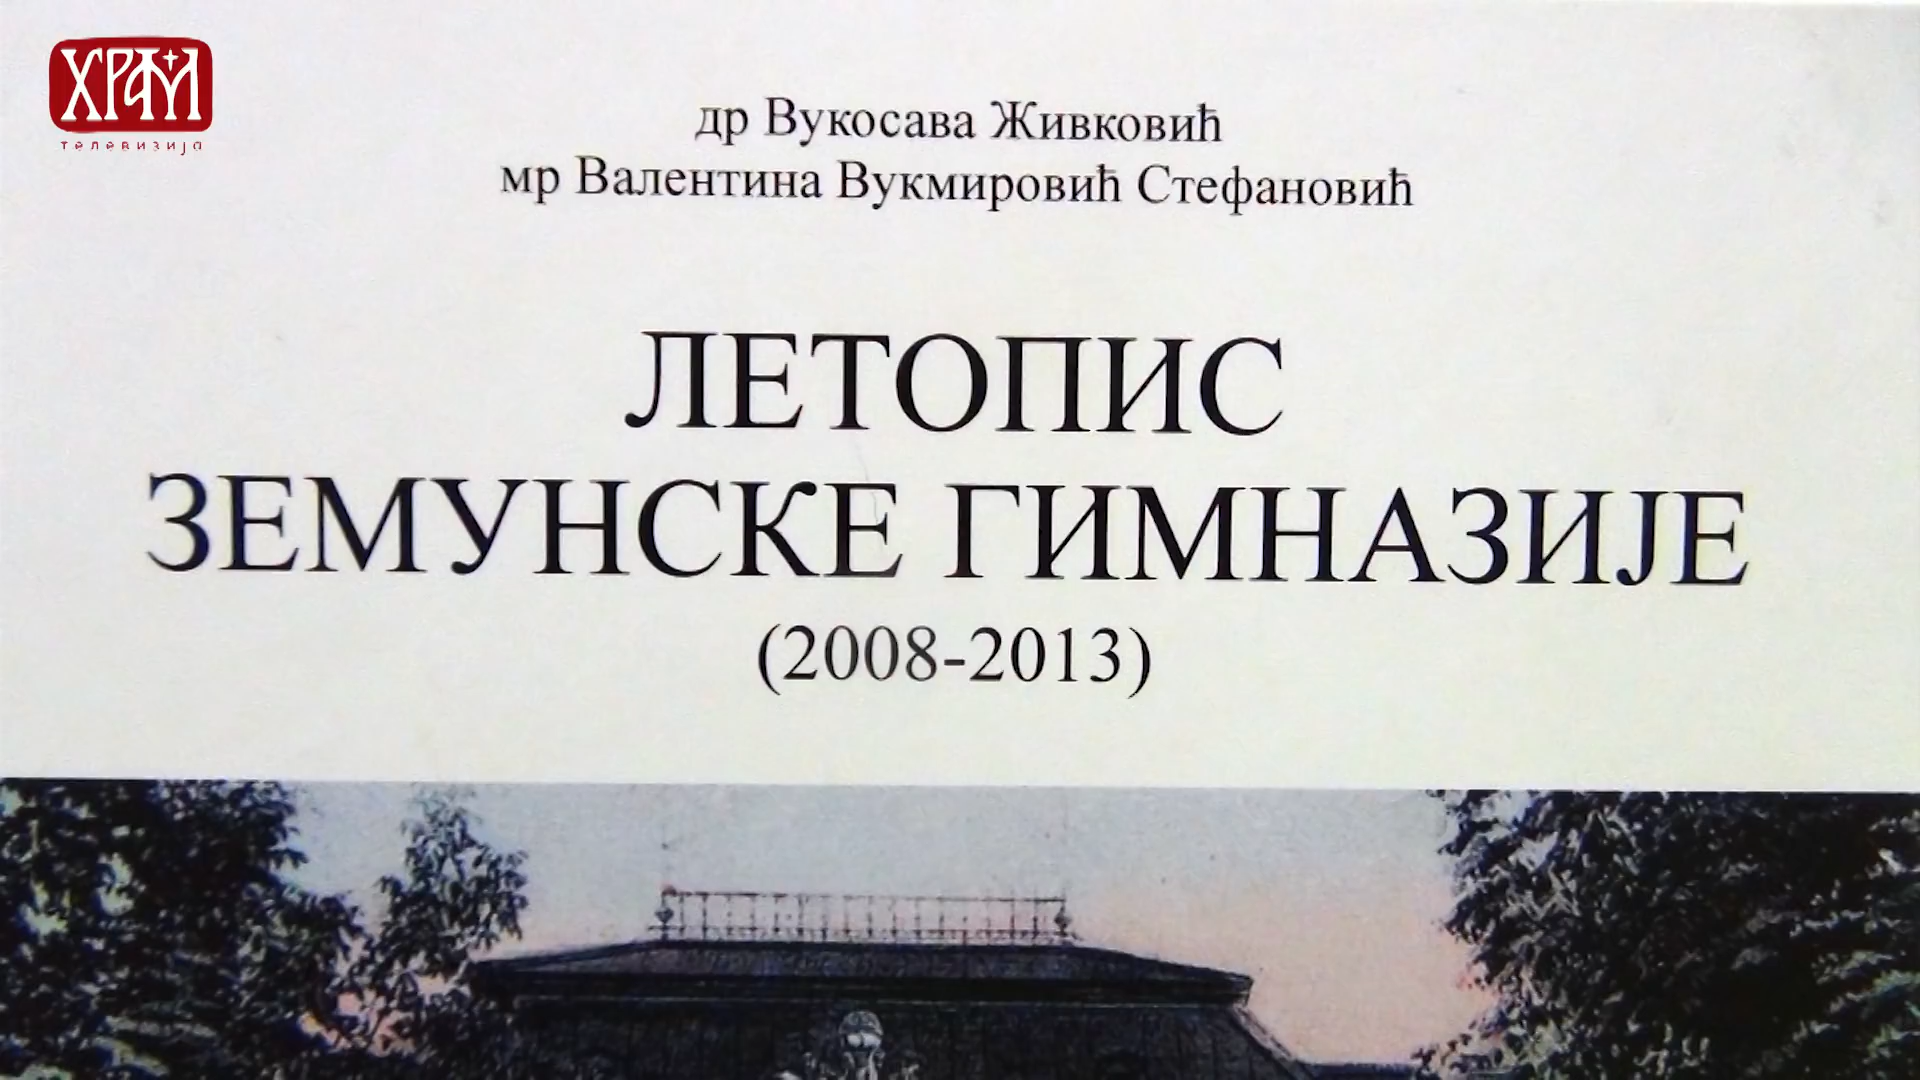 ХРАМ
телевизија
др Вукосава Живковић
мр Валентина Вукмировић Стефановић
ЛЕТОПИС
ЗЕМУНСКЕ ГИМНАЗИЈЕ
(2008-2013)